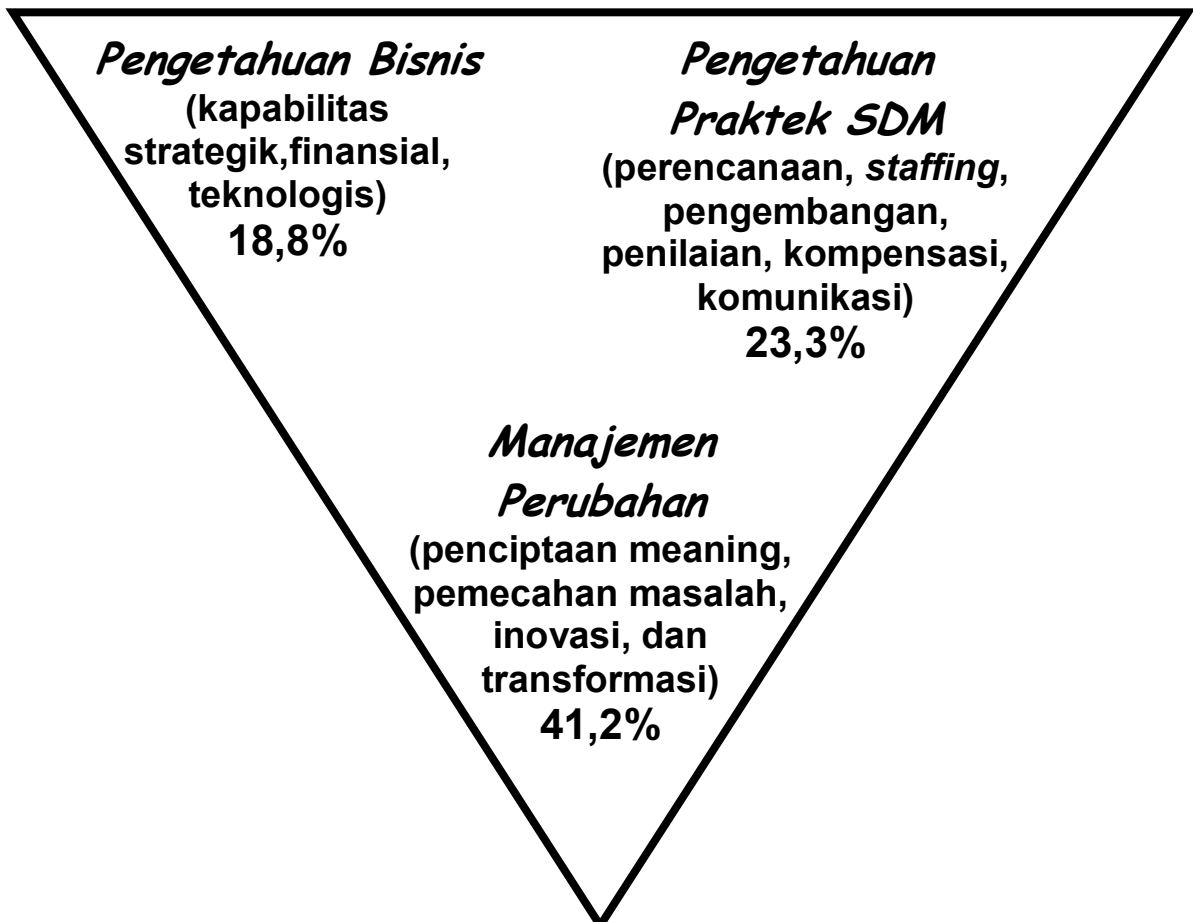 Pengetahuan Bisnis
(kapabilitas
strategik,finansial,
teknologis)
18,8%
Pengetahuan
Praktek SDM
(perencanaan, staffing,
pengembangan,
penilaian, kompensasi,
komunikasi)
23,3%
Manajemen
Perubahan
(penciptaan meaning,
pemecahan masalah,
inovasi, dan
transformasi)
41,2%